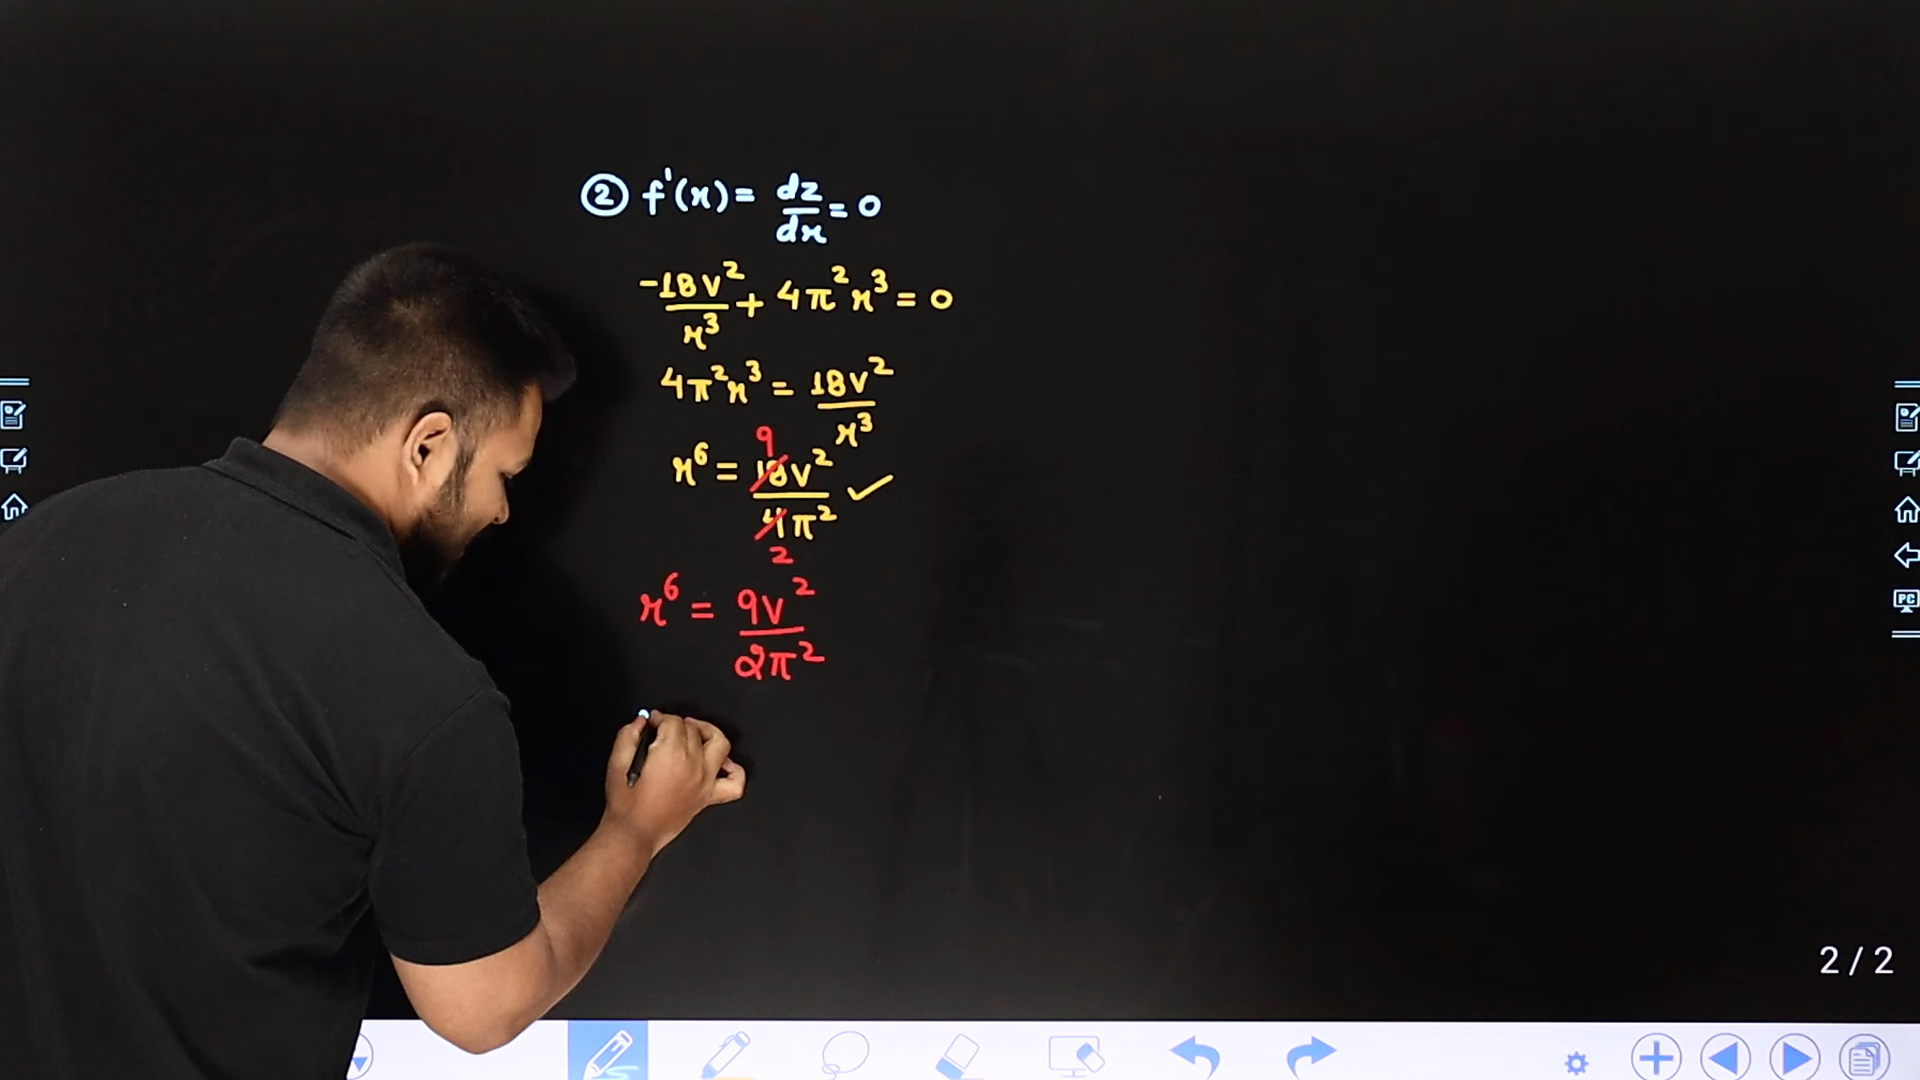 ② f'(x) = dz/dx = 0
-18v²/x³ + 4π²x³ = 0
4π²x³ = 18v²/x³
9
x⁶ = 18v²/4π² ✓
2
x⁶ = 9v²/2π²
PC
2 / 2